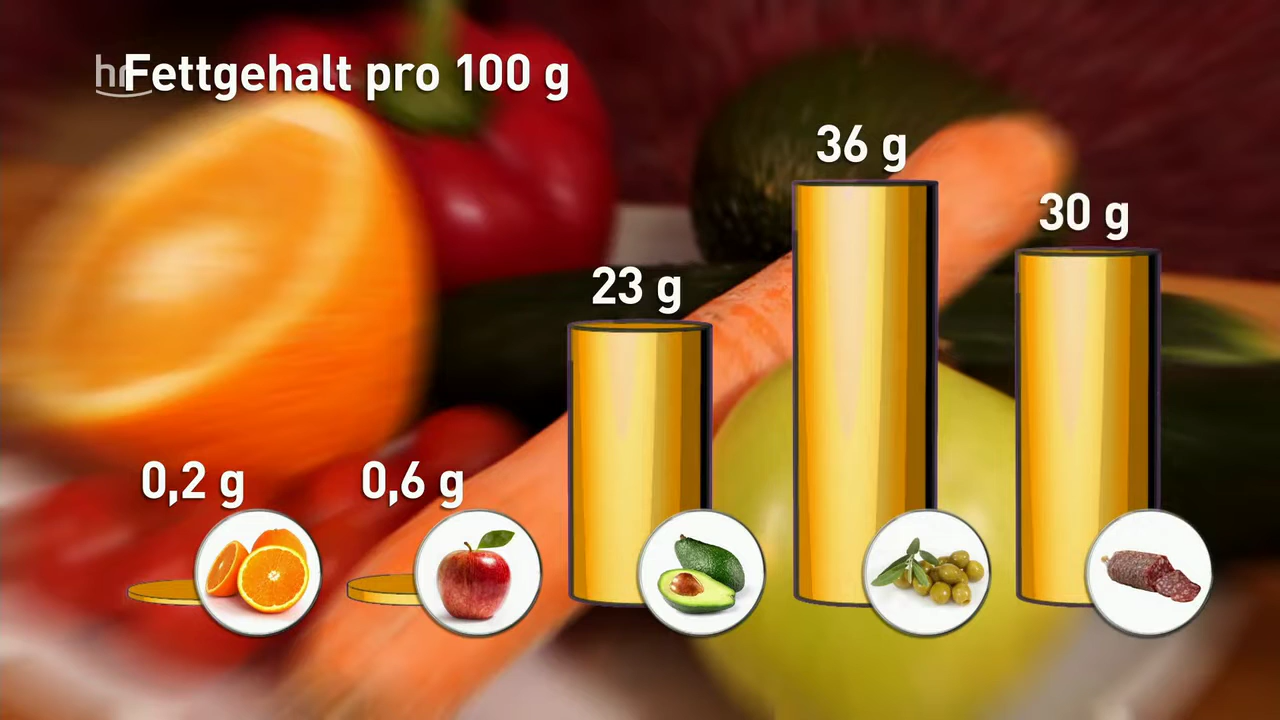 hr
Fettgehalt pro 100 g
36 g
30 g
23 g
0,2 g
0,6 g